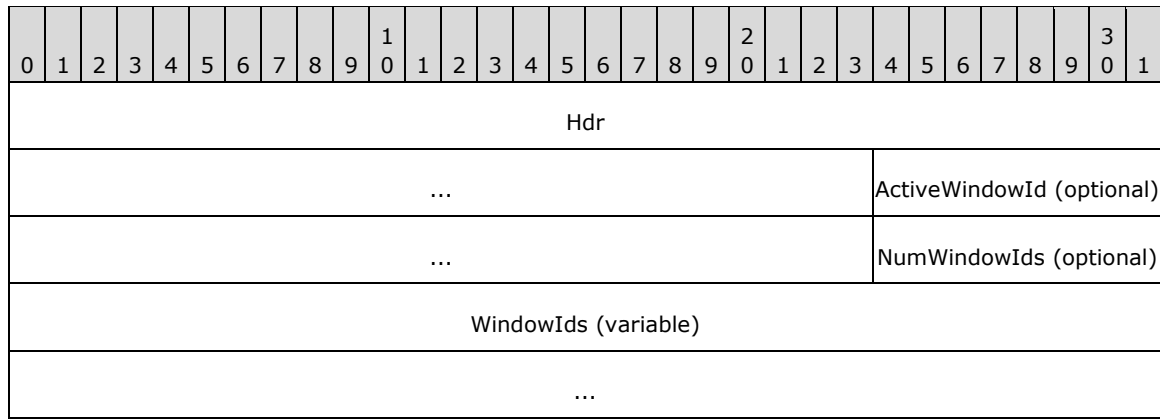 1 2 3
0 1 2 3 4 5 6 7 8 9 0 1 2 3 4 5 6 7 8 9 0 1 2 3 4 5 6 7 8 9 0 1
Hdr
... ActiveWindowId (optional)
... NumWindowIds (optional)
WindowIds (variable)
...